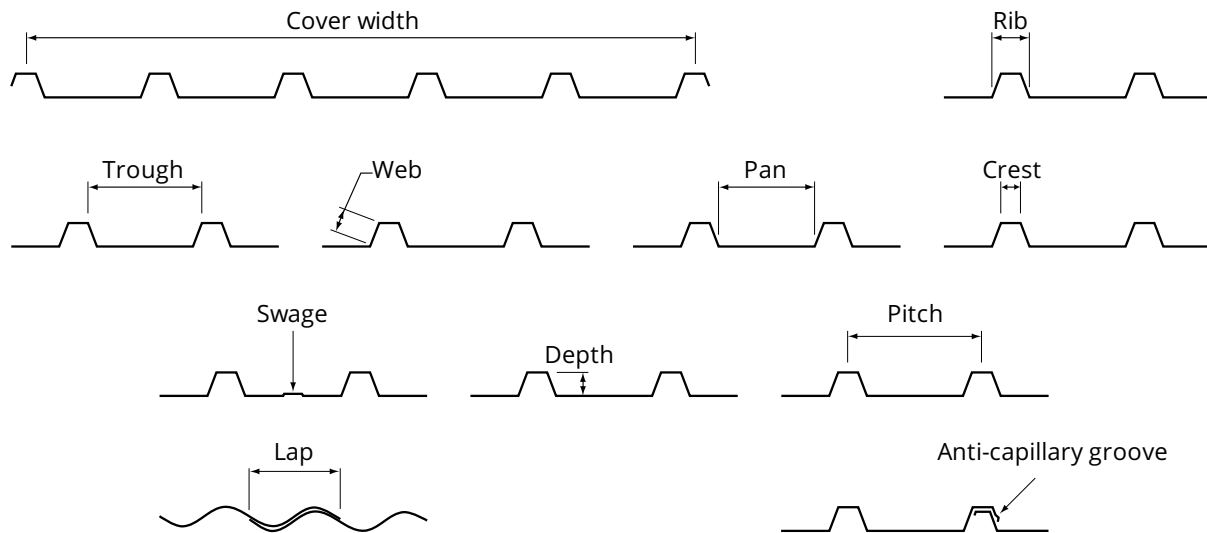 Cover width
Rib
Trough
Web
Pan
Crest
Swage
Depth
Pitch
Lap
Anti-capillary groove